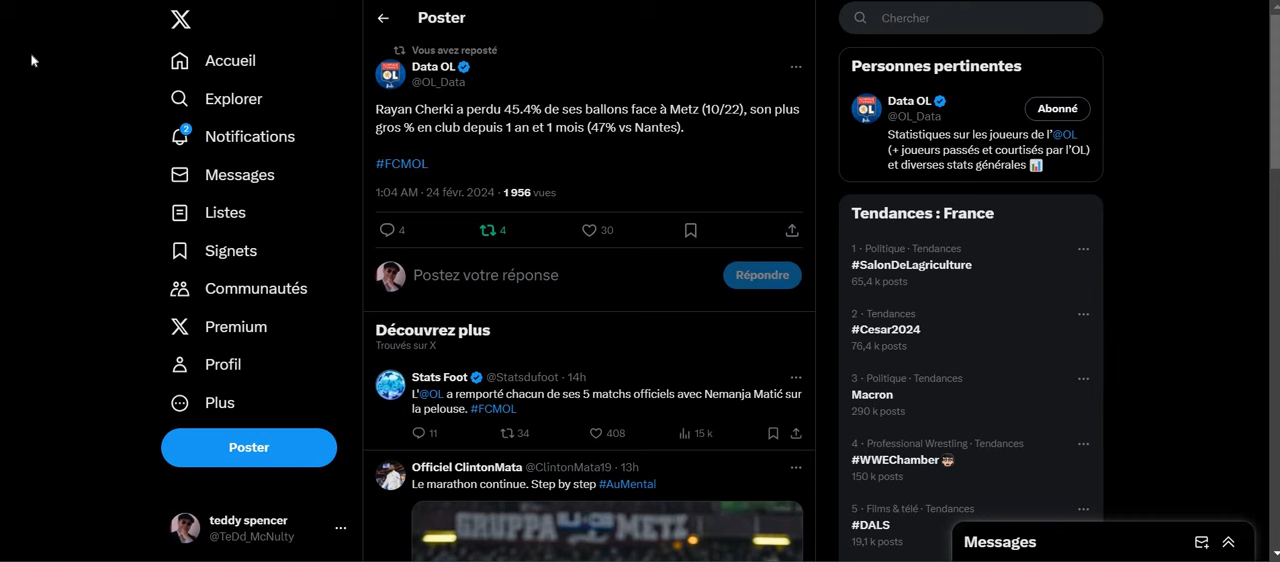 Accueil
Explorer
2
Notifications
Messages
Listes
Signets
Communautés
Premium
Profil
Plus
Poster
teddy spencer
@TeDd_McNulty
Poster
Vous avez reposté
Data OL
@OL_Data
Rayan Cherki a perdu 45.4% de ses ballons face à Metz (10/22), son plus
gros % en club depuis 1 an et 1 mois (47% vs Nantes).
#FCMOL
1:04 AM · 24 févr. 2024 · 1 956 vues
4 4 30
Postez votre réponse
Répondre
Découvrez plus
Trouvés sur X
Stats Foot @Statsdufoot · 14h
L'@OL a remporté chacun de ses 5 matchs officiels avec Nemanja Matić sur
la pelouse. #FCMOL
11 34 408 15 k
Officiel ClintonMata @ClintonMata19 · 13h
Le marathon continue. Step by step #AuMental
GRUPPA METZ
Chercher
Personnes pertinentes
Data OL
@OL_Data
Abonné
Statistiques sur les joueurs de l'@OL
(+ joueurs passés et courtisés par l'OL)
et diverses stats générales
Tendances : France
1 · Politique · Tendances
#SalonDeLagriculture
65,4 k posts
2 · Tendances
#Cesar2024
76,4 k posts
3 · Politique · Tendances
Macron
290 k posts
4 · Professional Wrestling · Tendances
#WWEChamber
150 k posts
5 · Films & télé · Tendances
#DALS
19,1 k posts
Messages